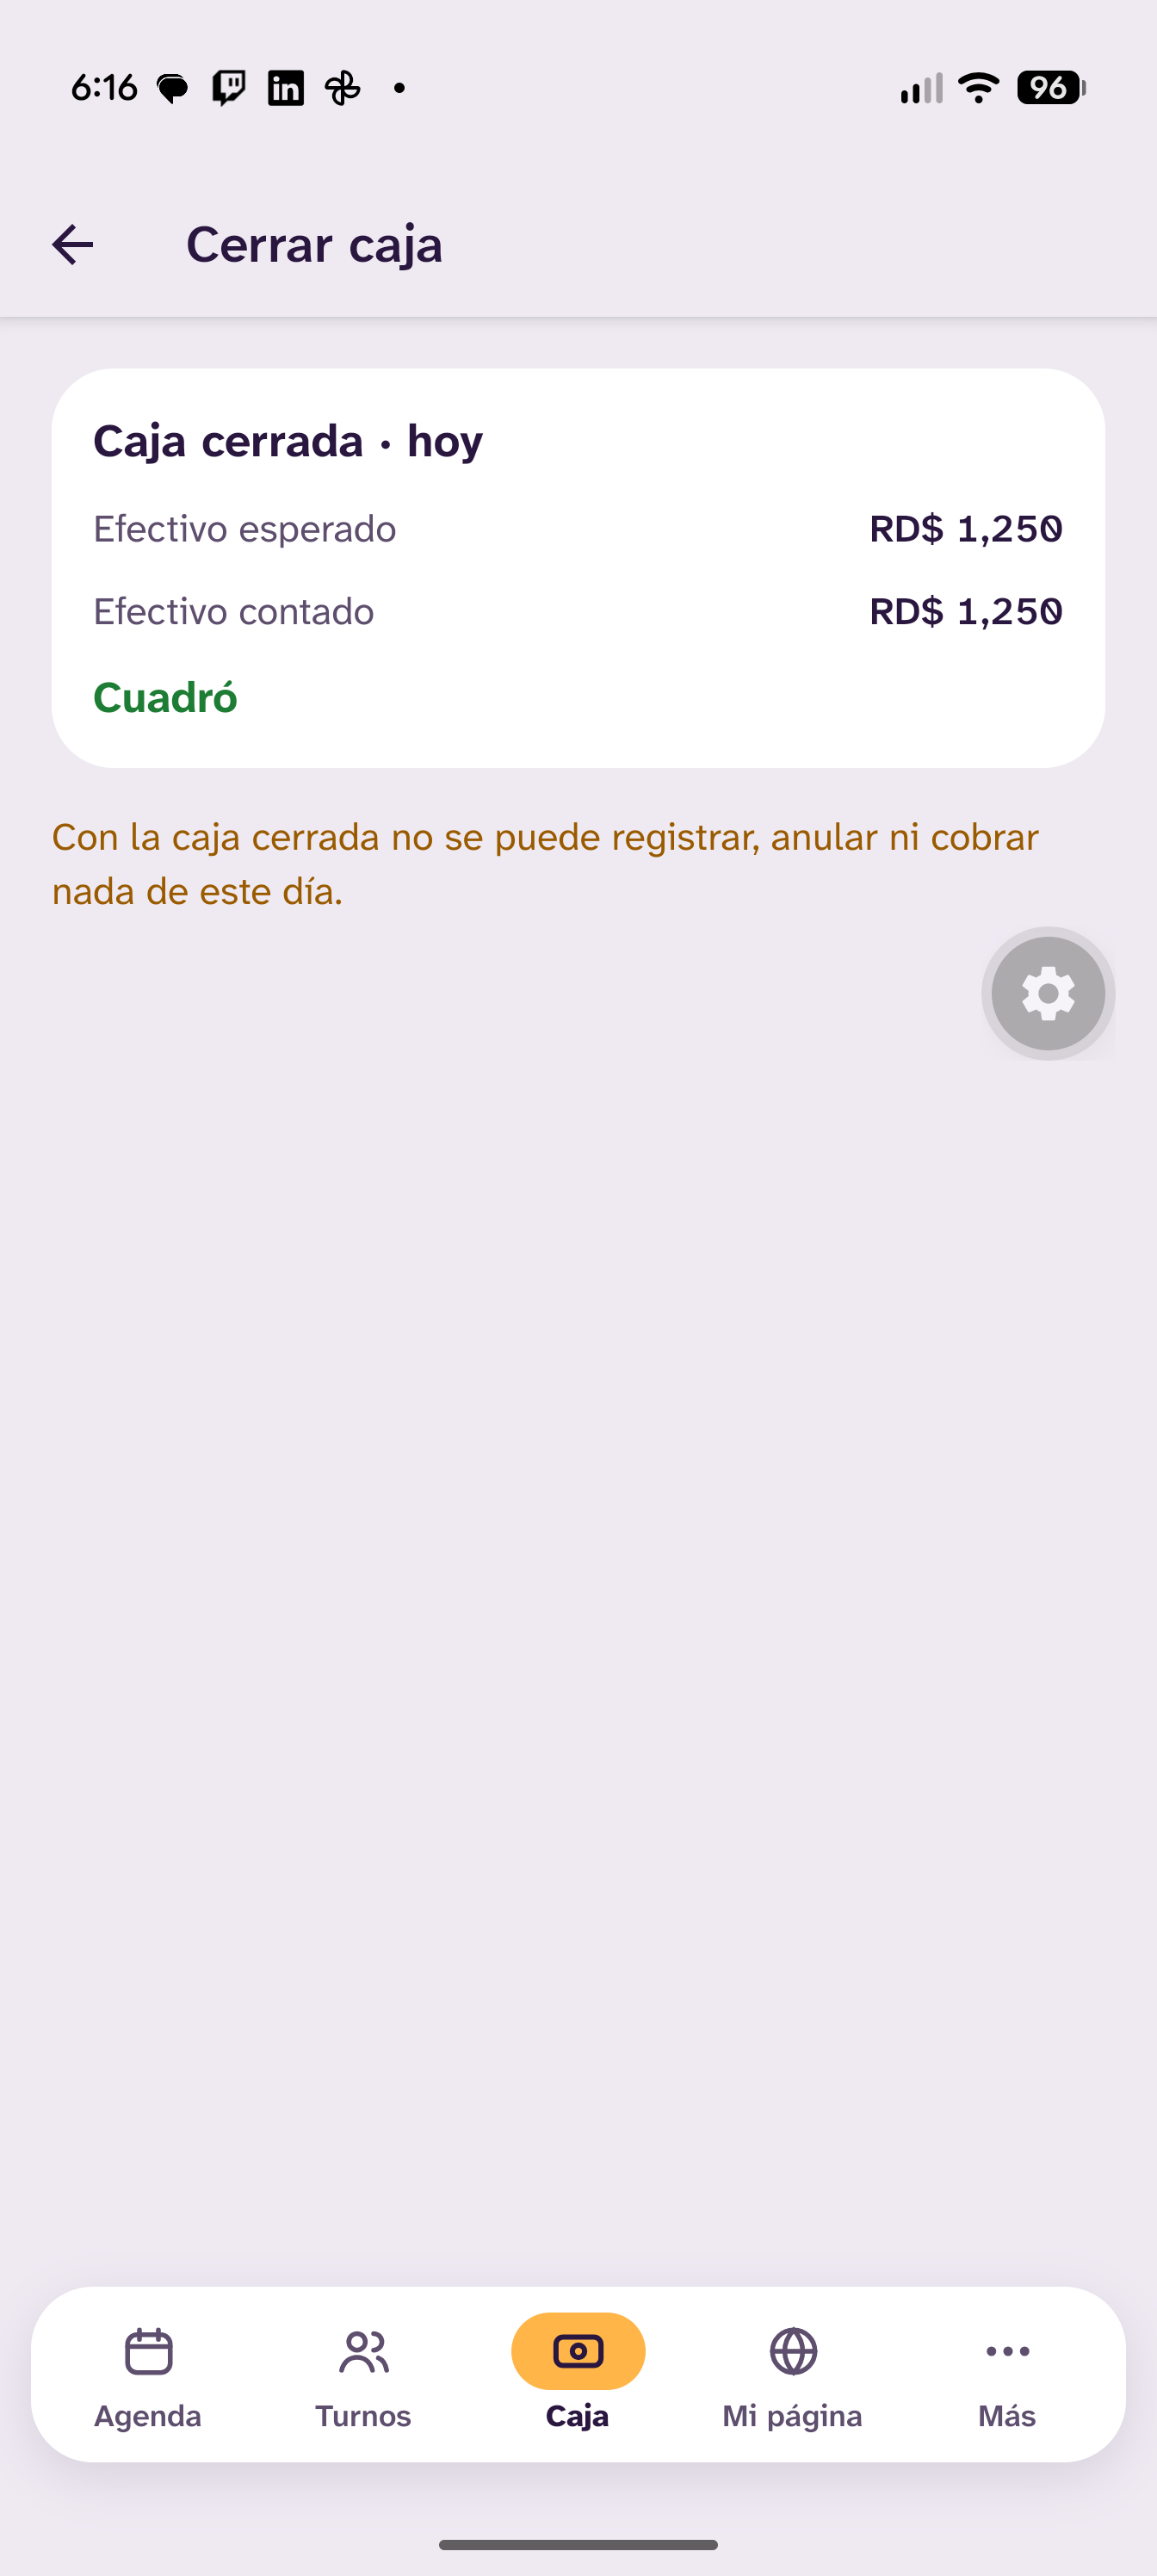 6:16
96
Cerrar caja
Caja cerrada · hoy
Efectivo esperado RD$ 1,250
Efectivo contado RD$ 1,250
Cuadró
Con la caja cerrada no se puede registrar, anular ni cobrar
nada de este día.
Agenda Turnos Caja Mi página Más